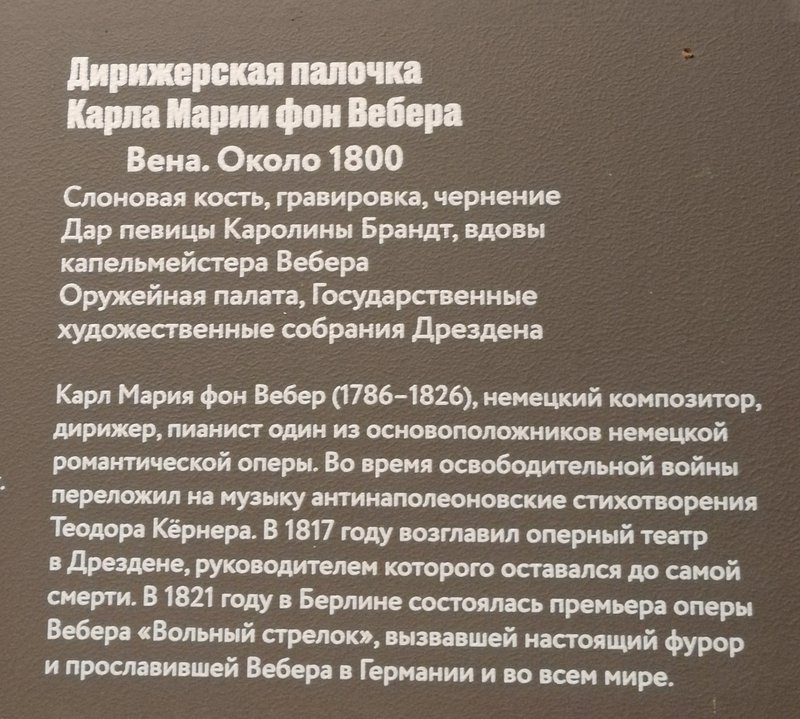 Дирижерская палочка
Карла Марии фон Вебера
Вена. Около 1800
Слоновая кость, гравировка, чернение
Дар певицы Каролины Брандт, вдовы
капельмейстера Вебера
Оружейная палата, Государственные
художественные собрания Дрездена
Карл Мария фон Вебер (1786–1826), немецкий композитор,
дирижер, пианист один из основоположников немецкой
романтической оперы. Во время освободительной войны
переложил на музыку антинаполеоновские стихотворения
Теодора Кёрнера. В 1817 году возглавил оперный театр
в Дрездене, руководителем которого оставался до самой
смерти. В 1821 году в Берлине состоялась премьера оперы
Вебера «Вольный стрелок», вызвавшей настоящий фурор
и прославившей Вебера в Германии и во всем мире.